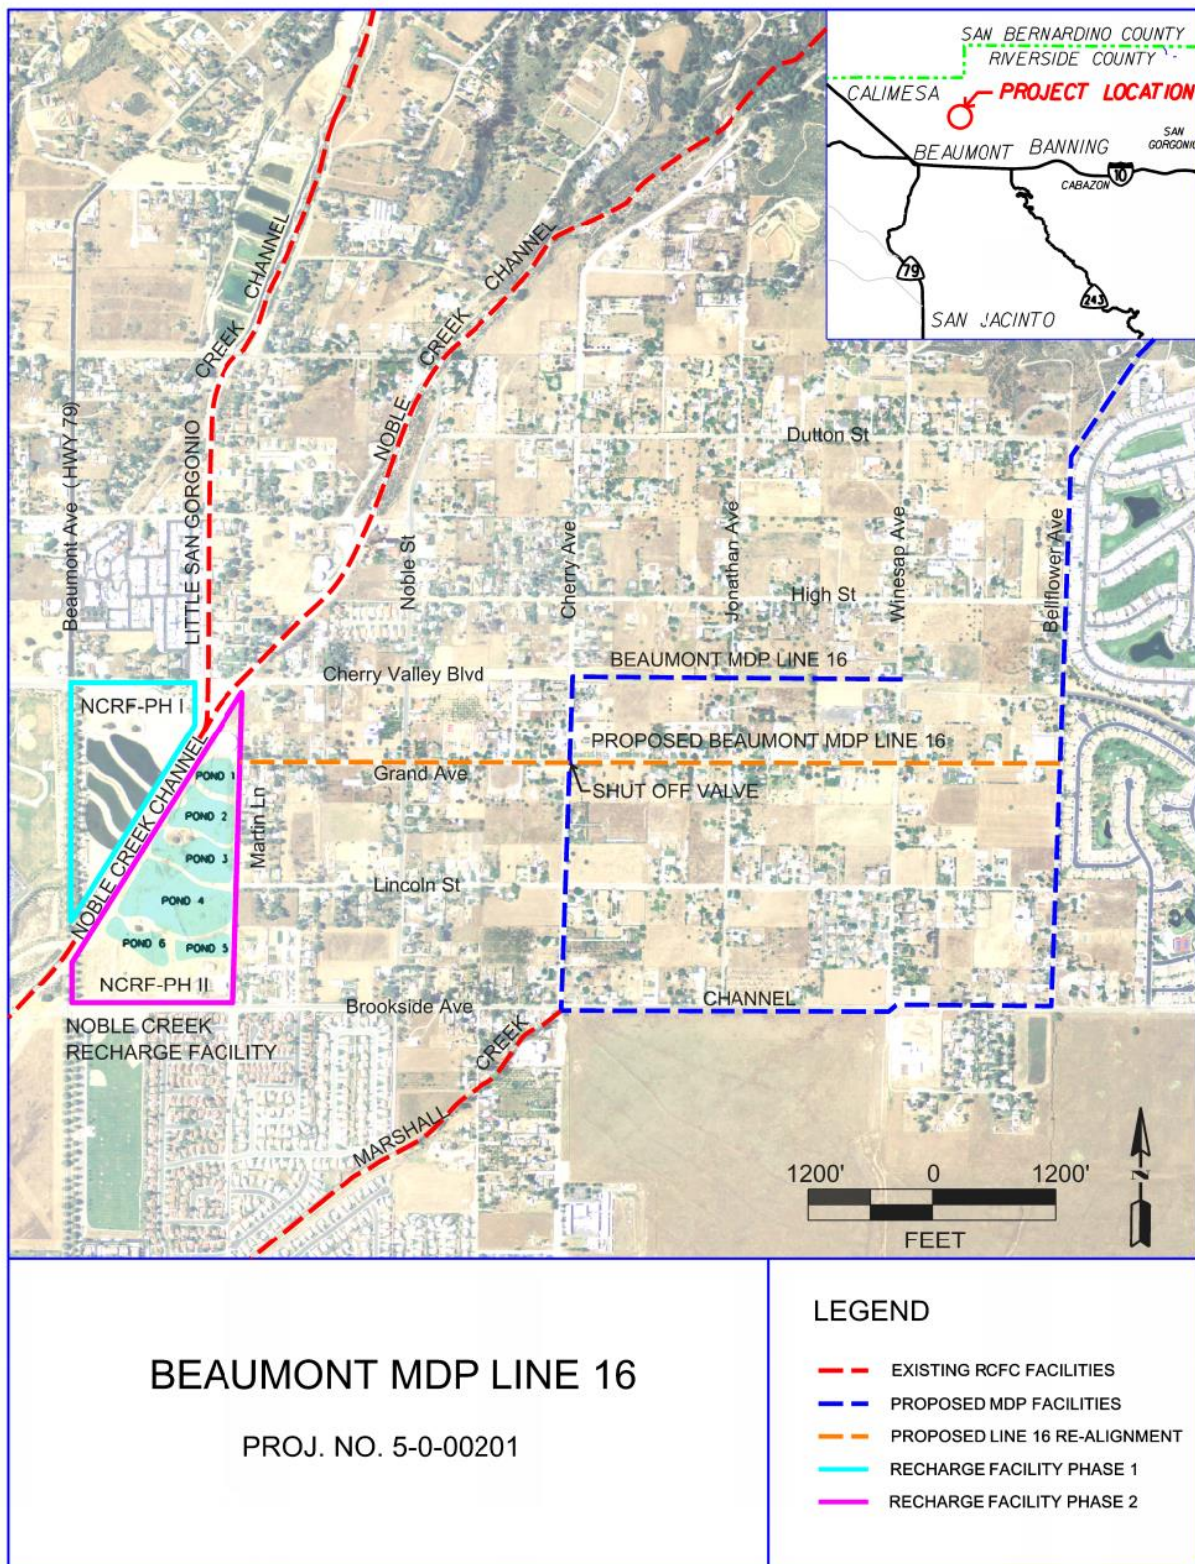 SAN BERNARDINO COUNTY
RIVERSIDE COUNTY
CALIMESA
PROJECT LOCATION
SAN
GORGONIO
BEAUMONT
BANNING
10
CABAZON
79
243
SAN JACINTO
CREEK CHANNEL
LITTLE SAN GORGONIO
NOBLE CREEK CHANNEL
Beaumont Ave (HWY 79)
Dutton St
Noble St
Cherry Ave
Jonathan Ave
Winesap Ave
Bellflower Ave
High St
BEAUMONT MDP LINE 16
Cherry Valley Blvd
NCRF-PH I
PROPOSED BEAUMONT MDP LINE 16
Grand Ave
SHUT OFF VALVE
NOBLE CREEK CHANNEL
POND 1
POND 2
POND 3
POND 4
POND 6
POND 5
Martin Ln
Lincoln St
NCRF-PH II
Brookside Ave
CHANNEL
NOBLE CREEK
RECHARGE FACILITY
MARSHALL CREEK
1200' 0 1200'
FEET
N
BEAUMONT MDP LINE 16
PROJ. NO. 5-0-00201
LEGEND
EXISTING RCFC FACILITIES
PROPOSED MDP FACILITIES
PROPOSED LINE 16 RE-ALIGNMENT
RECHARGE FACILITY PHASE 1
RECHARGE FACILITY PHASE 2